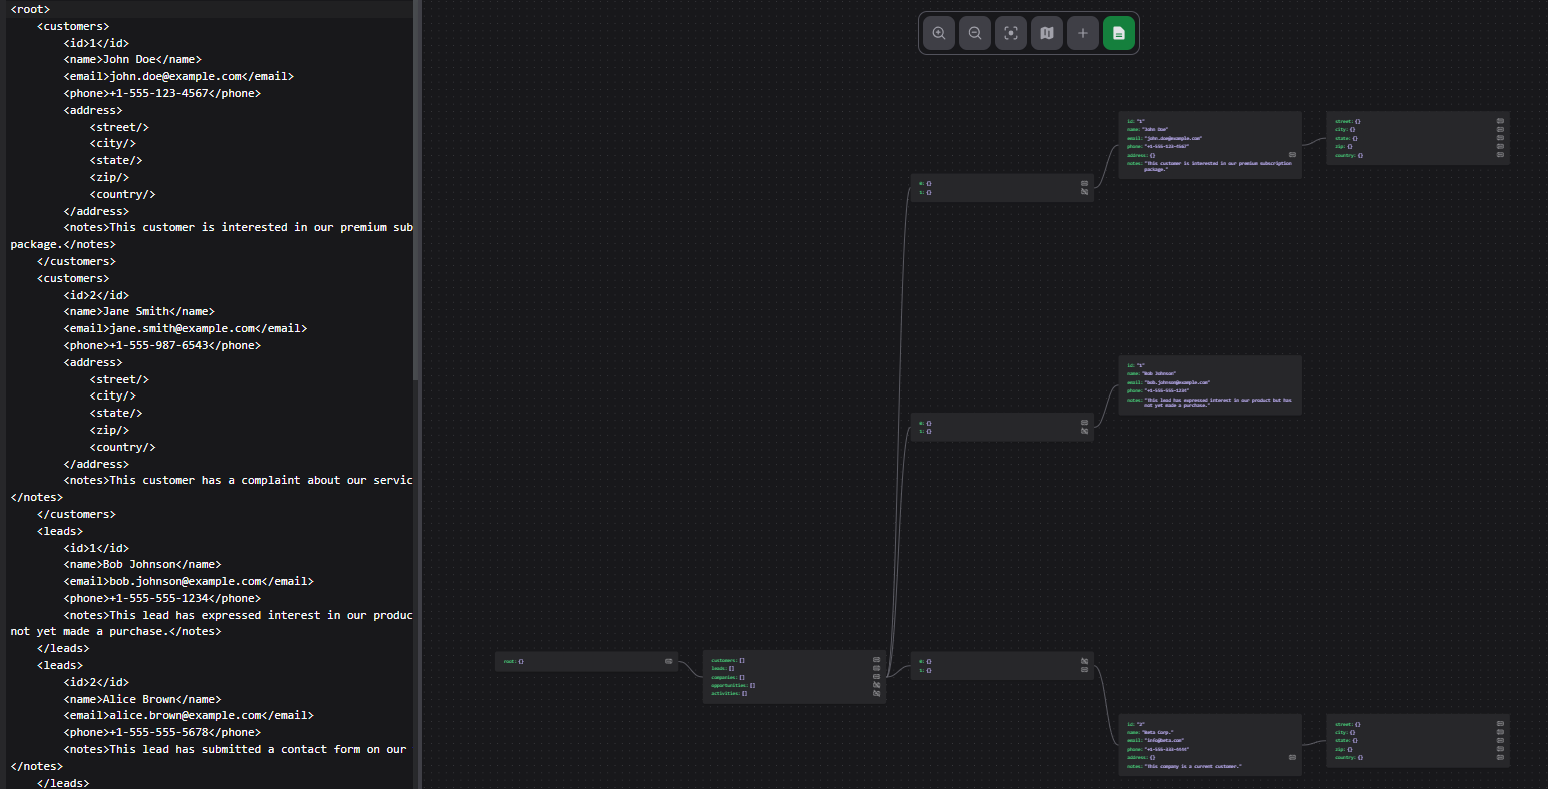 <root>
<customers>
<id>1</id>
<name>John Doe</name>
<email>john.doe@example.com</email>
<phone>+1-555-123-4567</phone>
<address>
<street/>
<city/>
<state/>
<zip/>
<country/>
</address>
<notes>This customer is interested in our premium sub
package.</notes>
</customers>
<customers>
<id>2</id>
<name>Jane Smith</name>
<email>jane.smith@example.com</email>
<phone>+1-555-987-6543</phone>
<address>
<street/>
<city/>
<state/>
<zip/>
<country/>
</address>
<notes>This customer has a complaint about our servic
</notes>
</customers>
<leads>
<id>1</id>
<name>Bob Johnson</name>
<email>bob.johnson@example.com</email>
<phone>+1-555-555-1234</phone>
<notes>This lead has expressed interest in our produc
not yet made a purchase.</notes>
</leads>
<leads>
<id>2</id>
<name>Alice Brown</name>
<email>alice.brown@example.com</email>
<phone>+1-555-555-5678</phone>
<notes>This lead has submitted a contact form on our
</notes>
</leads>
root: {}
customers: []
leads: []
companies: []
opportunities: []
activities: []
0: {}
1: {}
id: "1"
name: "John Doe"
email: "john.doe@example.com"
phone: "+1-555-123-4567"
address: {}
notes: "This customer is interested in our premium subscription
package."
street: {}
city: {}
state: {}
zip: {}
country: {}
0: {}
1: {}
id: "1"
name: "Bob Johnson"
email: "bob.johnson@example.com"
phone: "+1-555-555-1234"
notes: "This lead has expressed interest in our product but has
not yet made a purchase."
0: {}
1: {}
id: "2"
name: "Beta Corp."
email: "info@beta.com"
phone: "+1-555-333-4444"
address: {}
notes: "This company is a current customer."
street: {}
city: {}
state: {}
zip: {}
country: {}